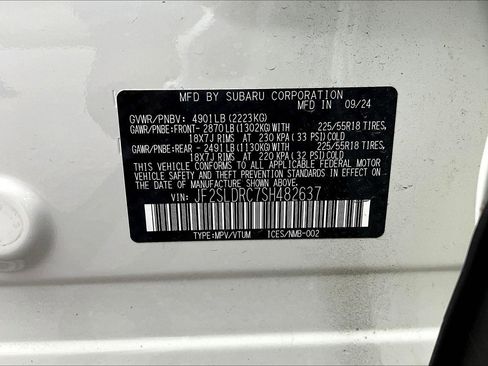 MFD BY SUBARU CORPORATION
MFD IN 09/24
GVWR/PNBV: 4901LB(2223KG)
GAWR/PNBE:FRONT- 2870LB(1302KG)WITH 225/55R18 TIRES,
18X7J RIMS AT 230 KPA(33 PSI)COLD
GAWR/PNBE:REAR - 2491LB(1130KG)WITH 225/55R18 TIRES,
18X7J RIMS AT 220 KPA(32 PSI)COLD
THIS VEHICLE CONFORMS TO ALL APPLICABLE FEDERAL MOTOR
VEHICLE SAFETY AND THEFT PREVENTION STANDARDS IN EFFECT
ON THE DATE OF MANUFACTURE SHOWN ABOVE.
VIN: JF2SLDRC7SH482637
TYPE:MPV/VTUM ICES/NMB-002